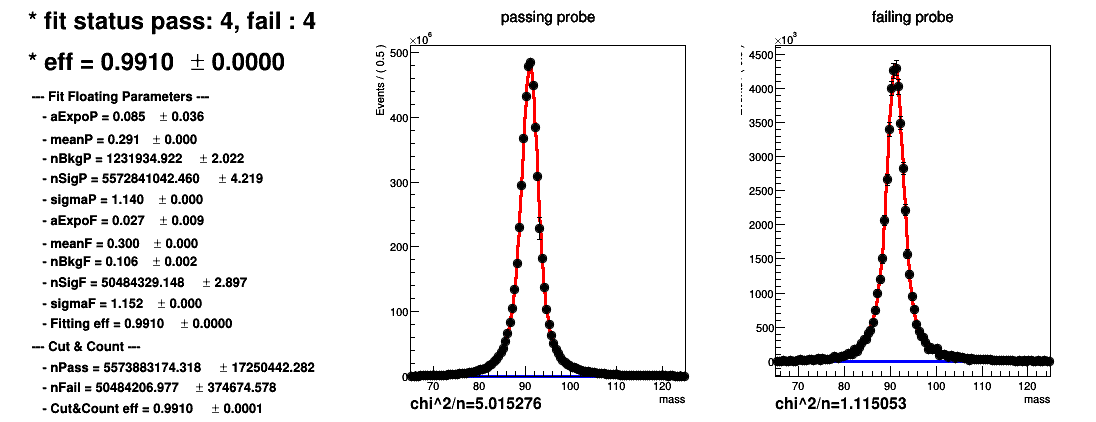 * fit status pass: 4, fail : 4
* eff = 0.9910 ± 0.0000
--- Fit Floating Parameters ---
- aExpoP = 0.085 ± 0.036
- meanP = 0.291 ± 0.000
- nBkgP = 1231934.922 ± 2.022
- nSigP = 5572841042.460 ± 4.219
- sigmaP = 1.140 ± 0.000
- aExpoF = 0.027 ± 0.009
- meanF = 0.300 ± 0.000
- nBkgF = 0.106 ± 0.002
- nSigF = 50484329.148 ± 2.897
- sigmaF = 1.152 ± 0.000
- Fitting eff = 0.9910 ± 0.0000
--- Cut & Count ---
- nPass = 5573883174.318 ± 17250442.282
- nFail = 50484206.977 ± 374674.578
- Cut&Count eff = 0.9910 ± 0.0001
passing probe
×10⁶
Events / ( 0.5 )
500
400
300
200
100
0
70 80 90 100 110 120
mass
chi^2/n=5.015276
failing probe
×10³
4500
4000
3500
3000
2500
2000
1500
1000
500
0
70 80 90 100 110 120
mass
chi^2/n=1.115053